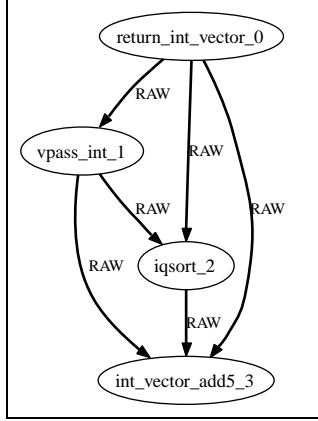 return_int_vector_0
RAW
vpass_int_1
RAW
RAW
RAW
RAW
iqsort_2
RAW
int_vector_add5_3